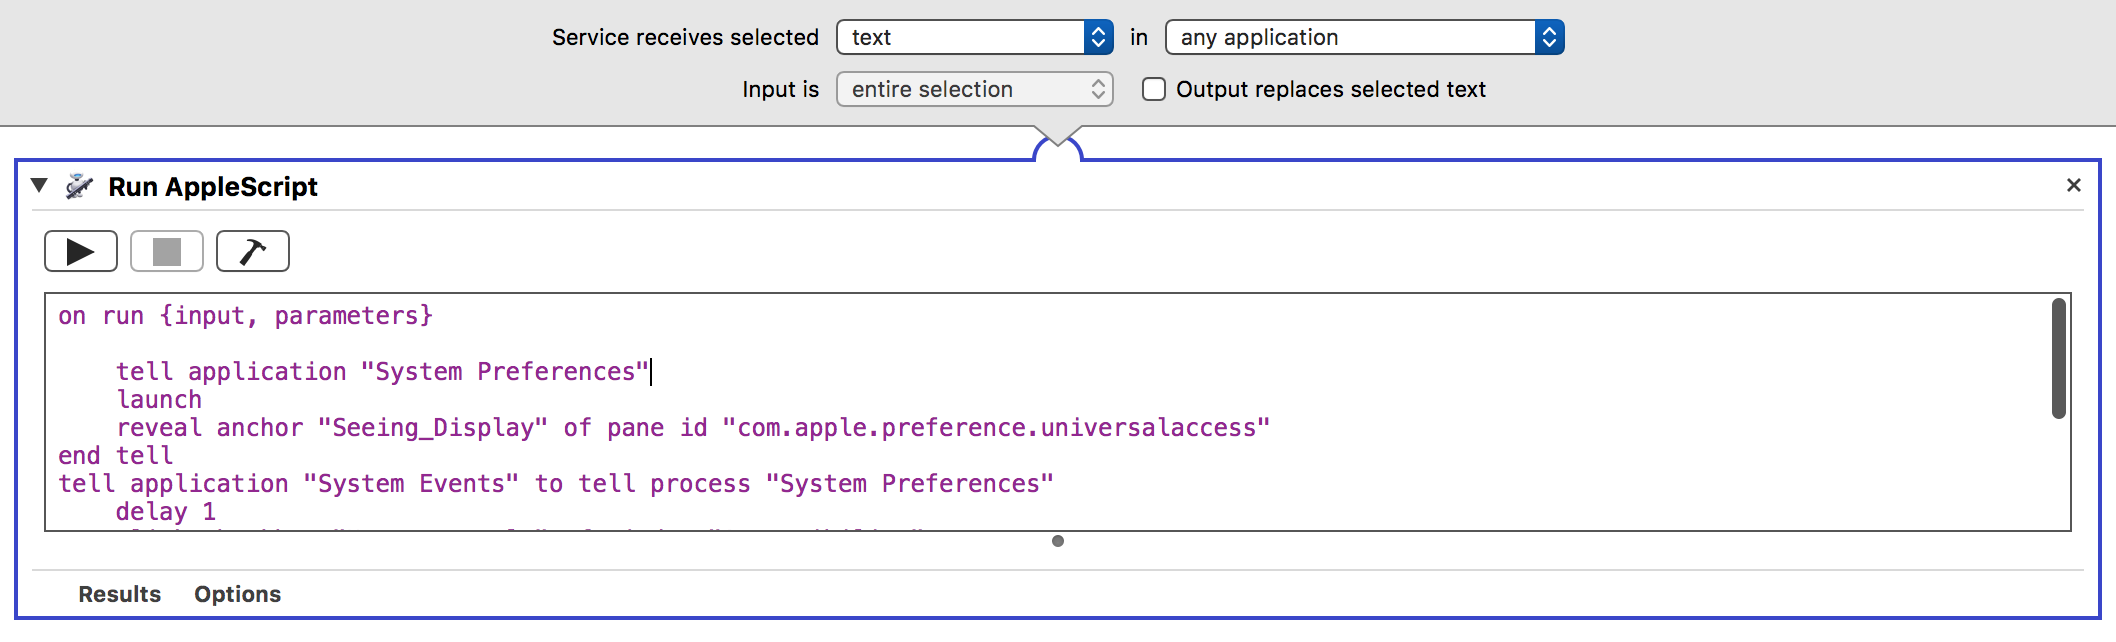 Service receives selected text in any application
Input is entire selection Output replaces selected text
Run AppleScript
on run {input, parameters}
tell application "System Preferences"
launch
reveal anchor "Seeing_Display" of pane id "com.apple.preference.universalaccess"
end tell
tell application "System Events" to tell process "System Preferences"
delay 1
Results Options